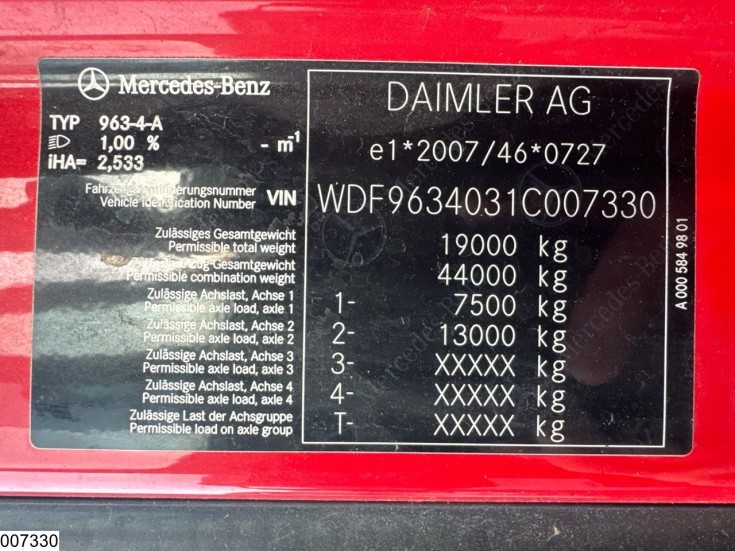 Mercedes-Benz
DAIMLER AG
TYP 963-4-A
1,00 % - m⁻¹
iHA= 2,533
e1*2007/46*0727
Fahrzeugidentifizierungsnummer
Vehicle Identification Number VIN WDF9634031C007330
Zulässiges Gesamtgewicht
Permissible total weight 19000 kg
Gesamtgewicht
Permissible combination weight 44000 kg
Zulässige Achslast, Achse 1
Permissible axle load, axle 1 1- 7500 kg
Zulässige Achslast, Achse 2
Permissible axle load, axle 2 2- 13000 kg
Zulässige Achslast, Achse 3
Permissible axle load, axle 3 3- XXXXX kg
Zulässige Achslast, Achse 4
Permissible axle load, axle 4 4- XXXXX kg
Zulässige Last der Achsgruppe
Permissible load on axle group T- XXXXX kg
A 000 584 98 01
007330